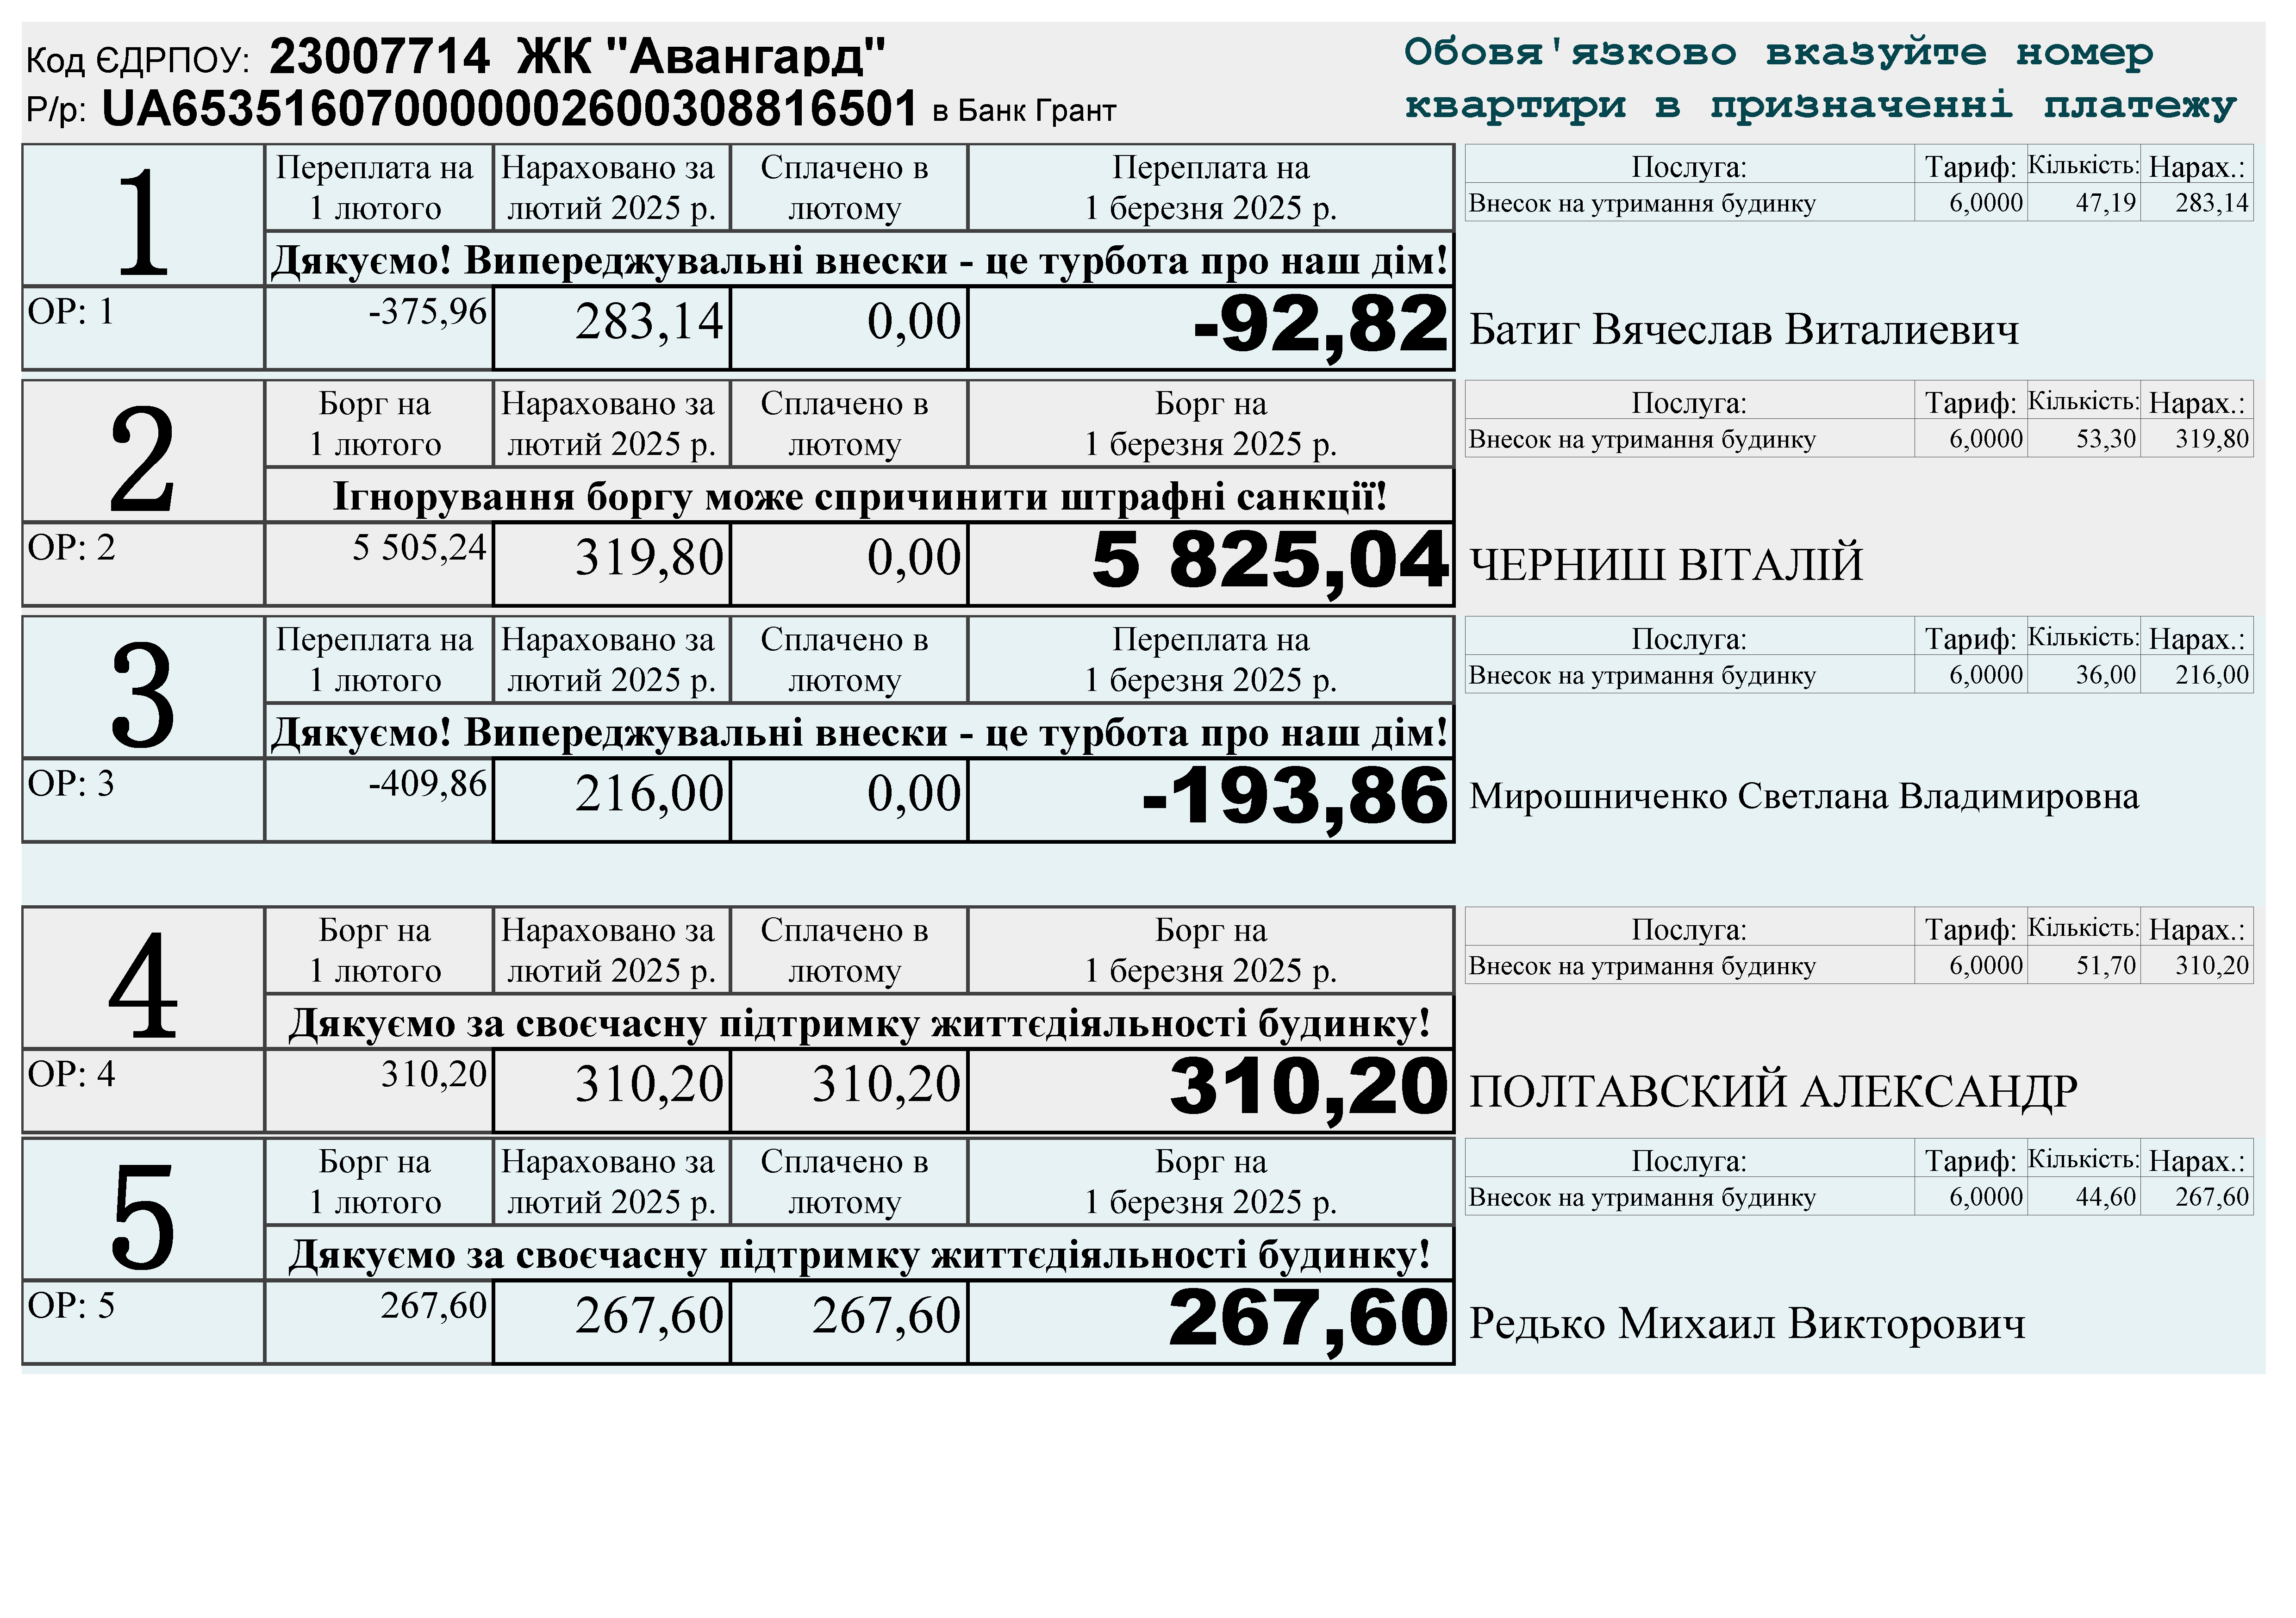 Код ЄДРПОУ: 23007714 ЖК "Авангард"
Р/р: UA653516070000002600308816501 в Банк Грант
Обовя'язково вказуйте номер
квартири в призначенні платежу
1
Переплата на 1 лютого
Нараховано за лютий 2025 р.
Сплачено в лютому
Переплата на 1 березня 2025 р.
Дякуємо! Випереджувальні внески - це турбота про наш дім!
ОР: 1 -375,96 283,14 0,00 -92,82
Послуга: Тариф: Кількість: Нарах.:
Внесок на утримання будинку 6,0000 47,19 283,14
Батиг Вячеслав Виталиевич
2
Борг на 1 лютого
Нараховано за лютий 2025 р.
Сплачено в лютому
Борг на 1 березня 2025 р.
Ігнорування боргу може спричинити штрафні санкції!
ОР: 2 5 505,24 319,80 0,00 5 825,04
Послуга: Тариф: Кількість: Нарах.:
Внесок на утримання будинку 6,0000 53,30 319,80
ЧЕРНИШ ВІТАЛІЙ
3
Переплата на 1 лютого
Нараховано за лютий 2025 р.
Сплачено в лютому
Переплата на 1 березня 2025 р.
Дякуємо! Випереджувальні внески - це турбота про наш дім!
ОР: 3 -409,86 216,00 0,00 -193,86
Послуга: Тариф: Кількість: Нарах.:
Внесок на утримання будинку 6,0000 36,00 216,00
Мирошниченко Светлана Владимировна
4
Борг на 1 лютого
Нараховано за лютий 2025 р.
Сплачено в лютому
Борг на 1 березня 2025 р.
Дякуємо за своєчасну підтримку життєдіяльності будинку!
ОР: 4 310,20 310,20 310,20 310,20
Послуга: Тариф: Кількість: Нарах.:
Внесок на утримання будинку 6,0000 51,70 310,20
ПОЛТАВСКИЙ АЛЕКСАНДР
5
Борг на 1 лютого
Нараховано за лютий 2025 р.
Сплачено в лютому
Борг на 1 березня 2025 р.
Дякуємо за своєчасну підтримку життєдіяльності будинку!
ОР: 5 267,60 267,60 267,60 267,60
Послуга: Тариф: Кількість: Нарах.:
Внесок на утримання будинку 6,0000 44,60 267,60
Редько Михаил Викторович